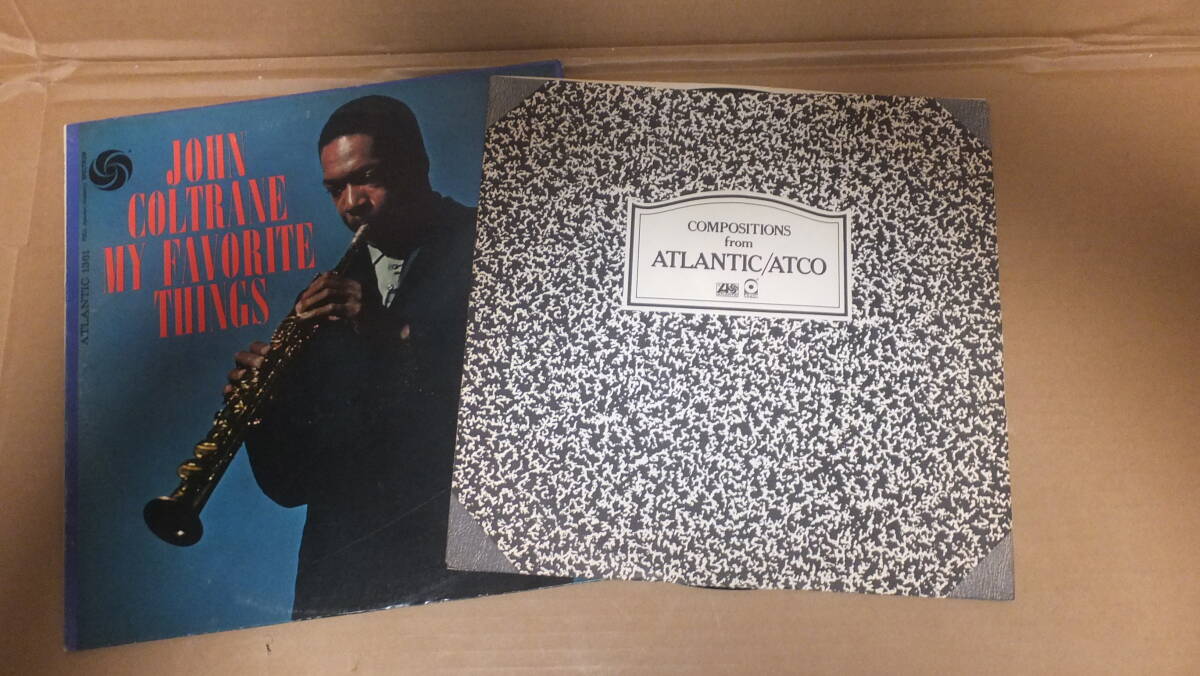 JOHN
COLTRANE
MY FAVORITE
THINGS
ATLANTIC 1361
COMPOSITIONS
from
ATLANTIC/ATCO